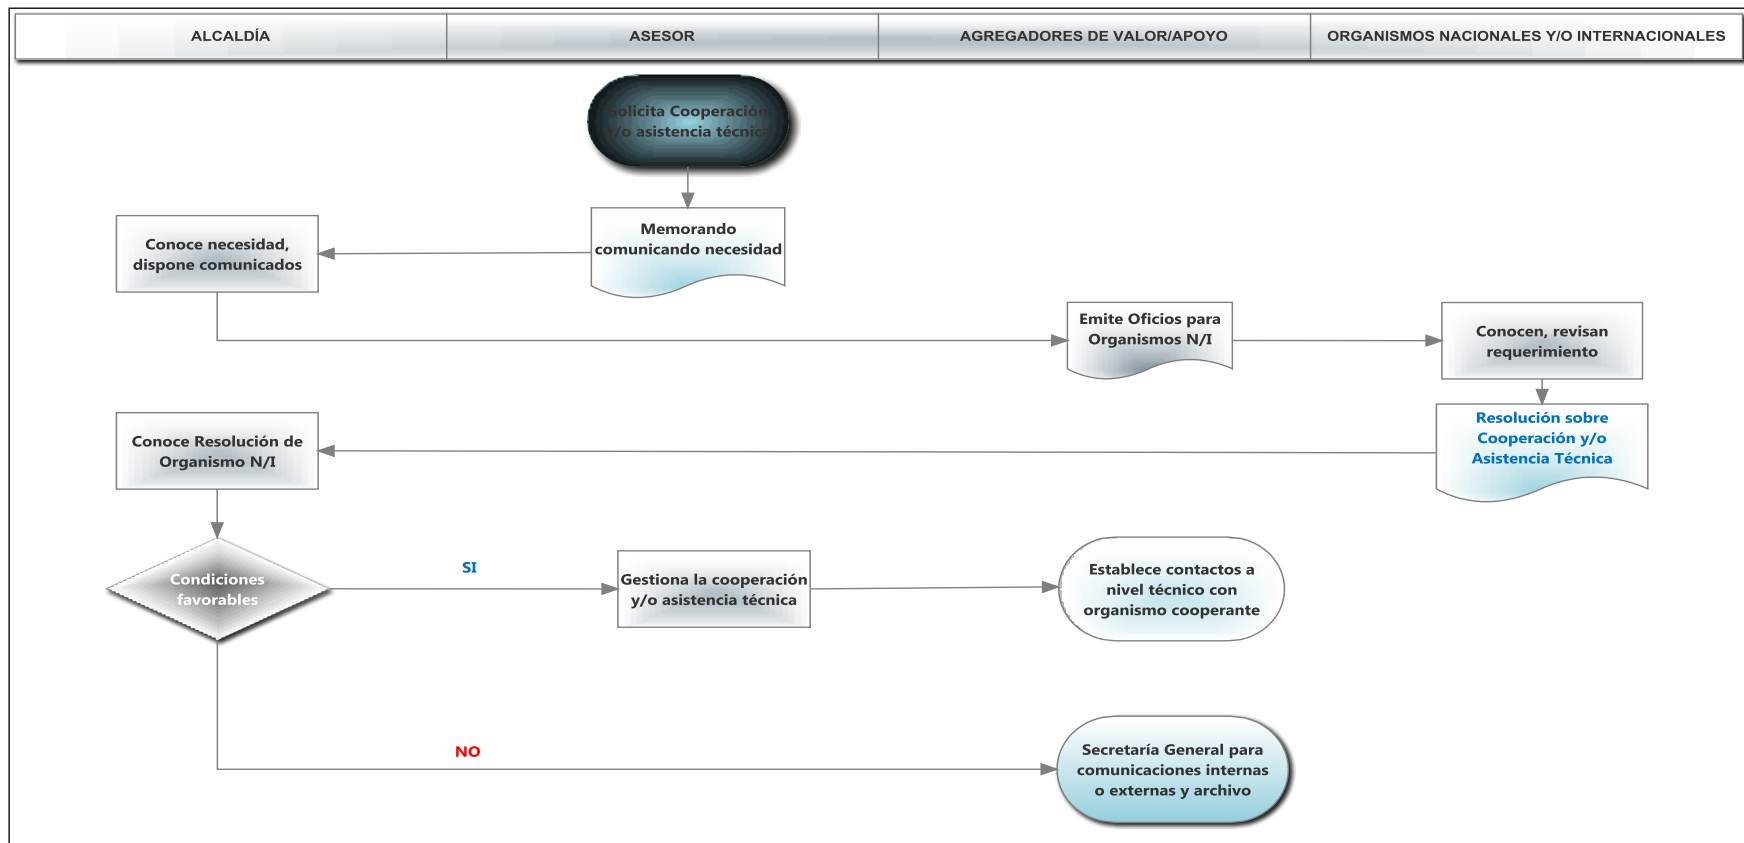 ALCALDÍA
ASESOR
AGREGADORES DE VALOR/APOYO
ORGANISMOS NACIONALES Y/O INTERNACIONALES
Solicita Cooperación
y/o asistencia técnica
Memorando
comunicando necesidad
Conoce necesidad,
dispone comunicados
Emite Oficios para
Organismos N/I
Conocen, revisan
requerimiento
Resolución sobre
Cooperación y/o
Asistencia Técnica
Conoce Resolución de
Organismo N/I
Condiciones
favorables
SI
Gestiona la cooperación
y/o asistencia técnica
Establece contactos a
nivel técnico con
organismo cooperante
NO
Secretaría General para
comunicaciones internas
o externas y archivo